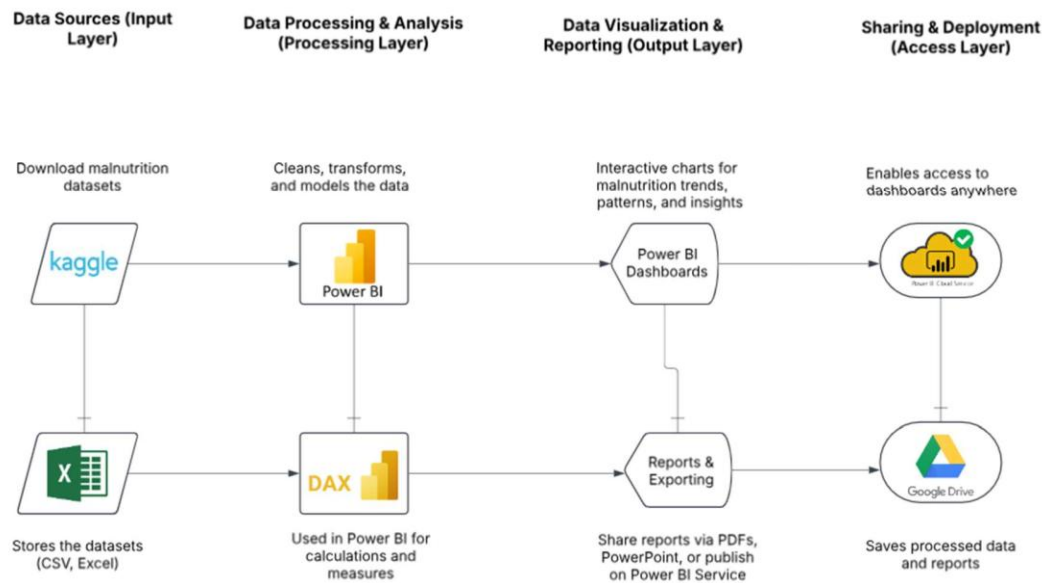 Data Sources (Input
Layer)
Data Processing & Analysis
(Processing Layer)
Data Visualization &
Reporting (Output Layer)
Sharing & Deployment
(Access Layer)
Download malnutrition
datasets
Cleans, transforms,
and models the data
Interactive charts for
malnutrition trends,
patterns, and insights
Enables access to
dashboards anywhere
kaggle
Power BI
Power BI
Dashboards
Power BI Cloud Service
X
DAX
Reports &
Exporting
Google Drive
Stores the datasets
(CSV, Excel)
Used in Power BI for
calculations and
measures
Share reports via PDFs,
PowerPoint, or publish
on Power BI Service
Saves processed data
and reports